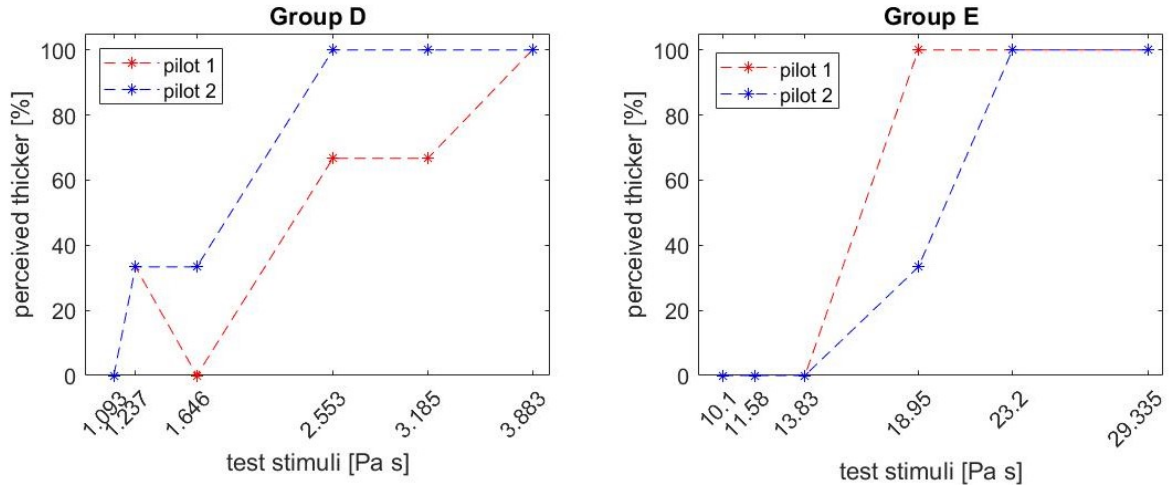 Group D
pilot 1
pilot 2
perceived thicker [%]
100
80
60
40
20
0
1.093
1.237
1.646
2.553
3.185
3.883
test stimuli [Pa s]
Group E
pilot 1
pilot 2
perceived thicker [%]
100
80
60
40
20
0
10.1
11.58
13.83
18.95
23.2
29.335
test stimuli [Pa s]